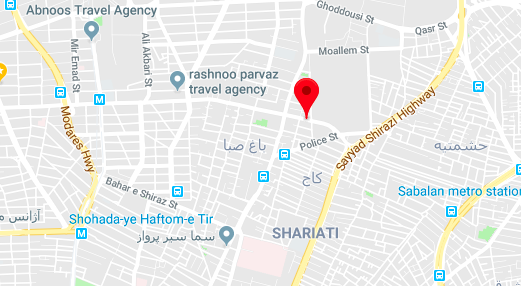 Abnoos Travel Agency
Ghoddousi St
Qasr St
Mir Emad St
Ali Akbari St
Moallem St
rashnoo parvaz
travel agency
Modares Hwy
Sayyad Shirazi Highway
Police St
باغ صبا
حشمتیه
کاج
Bahar e Shiraz St
Sabalan metro station
آژانس م
Shohada-ye Haftom-e Tir
سما سیر پرواز
SHARIATI
M
M